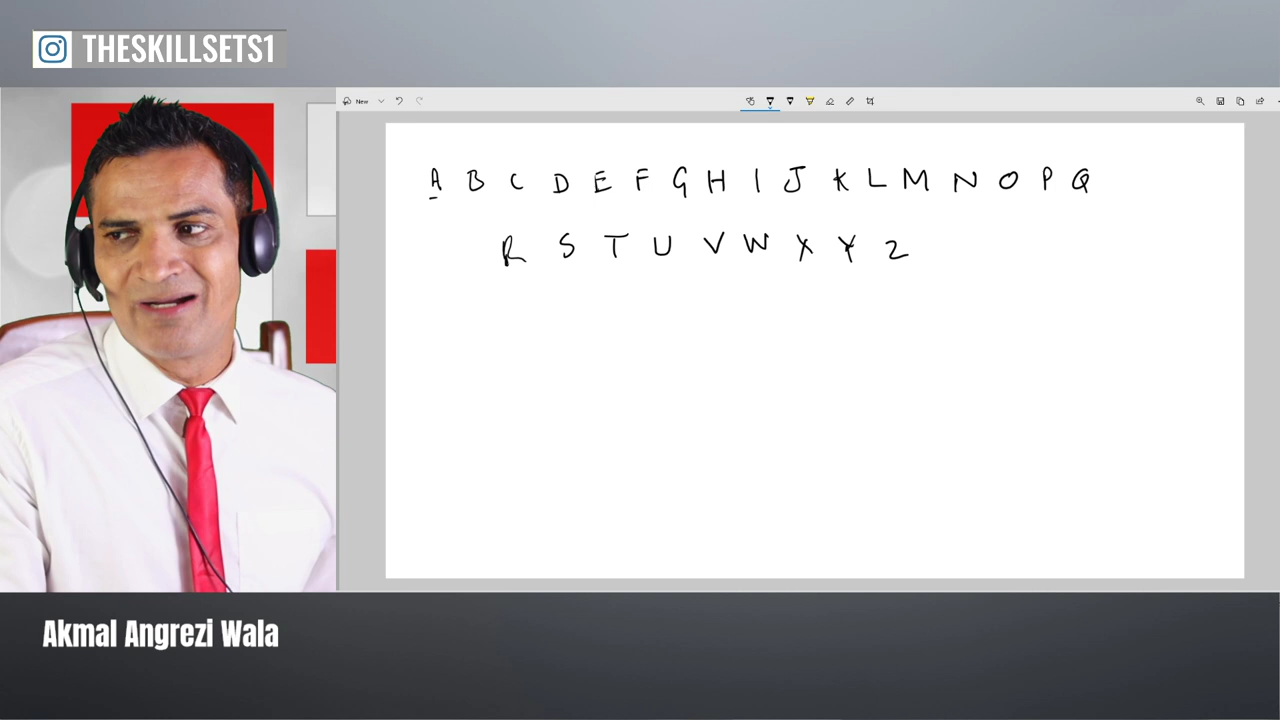 THESKILLSETS1
New
A B C D E F G H I J K L M N O P Q
R S T U V W X Y Z
Akmal Angrezi Wala